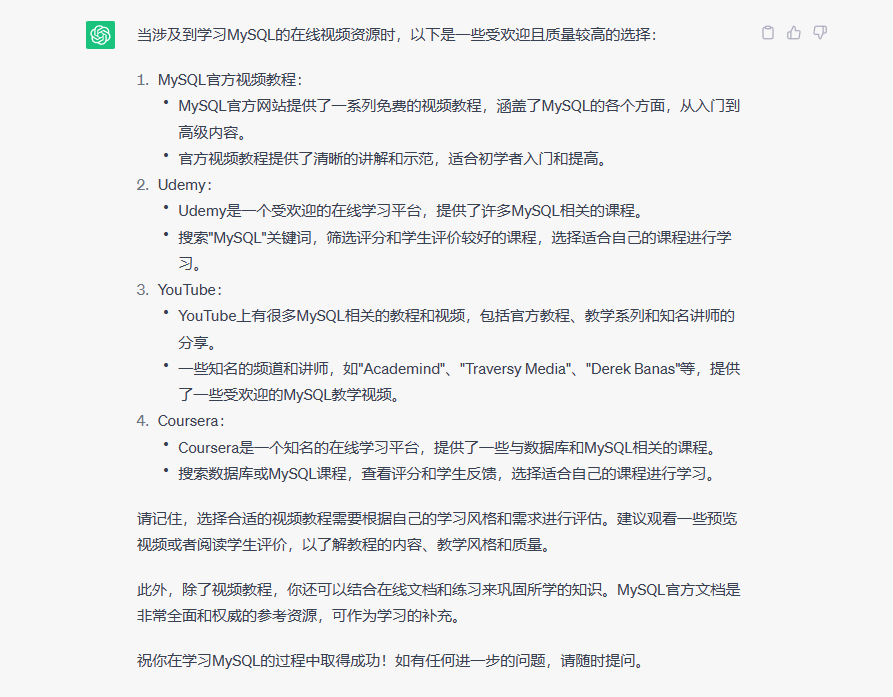 当涉及到学习MySQL的在线视频资源时，以下是一些受欢迎且质量较高的选择：
1. MySQL官方视频教程：
• MySQL官方网站提供了一系列免费的视频教程，涵盖了MySQL的各个方面，从入门到
高级内容。
• 官方视频教程提供了清晰的讲解和示范，适合初学者入门和提高。
2. Udemy：
• Udemy是一个受欢迎的在线学习平台，提供了许多MySQL相关的课程。
• 搜索"MySQL"关键词，筛选评分和学生评价较好的课程，选择适合自己的课程进行学
习。
3. YouTube：
• YouTube上有很多MySQL相关的教程和视频，包括官方教程、教学系列和知名讲师的
分享。
• 一些知名的频道和讲师，如"Academind"、"Traversy Media"、"Derek Banas"等，提供
了一些受欢迎的MySQL教学视频。
4. Coursera：
• Coursera是一个知名的在线学习平台，提供了一些与数据库和MySQL相关的课程。
• 搜索数据库或MySQL课程，查看评分和学生反馈，选择适合自己的课程进行学习。
请记住，选择合适的视频教程需要根据自己的学习风格和需求进行评估。建议观看一些预览
视频或者阅读学生评价，以了解教程的内容、教学风格和质量。
此外，除了视频教程，你还可以结合在线文档和练习来巩固所学的知识。MySQL官方文档是
非常全面和权威的参考资源，可作为学习的补充。
祝你在学习MySQL的过程中取得成功！如有任何进一步的问题，请随时提问。